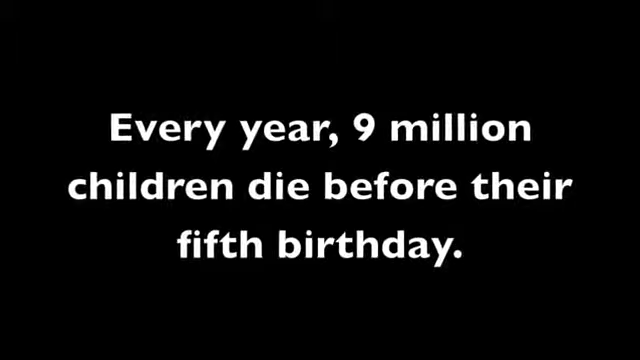 Every year, 9 million
children die before their
fifth birthday.